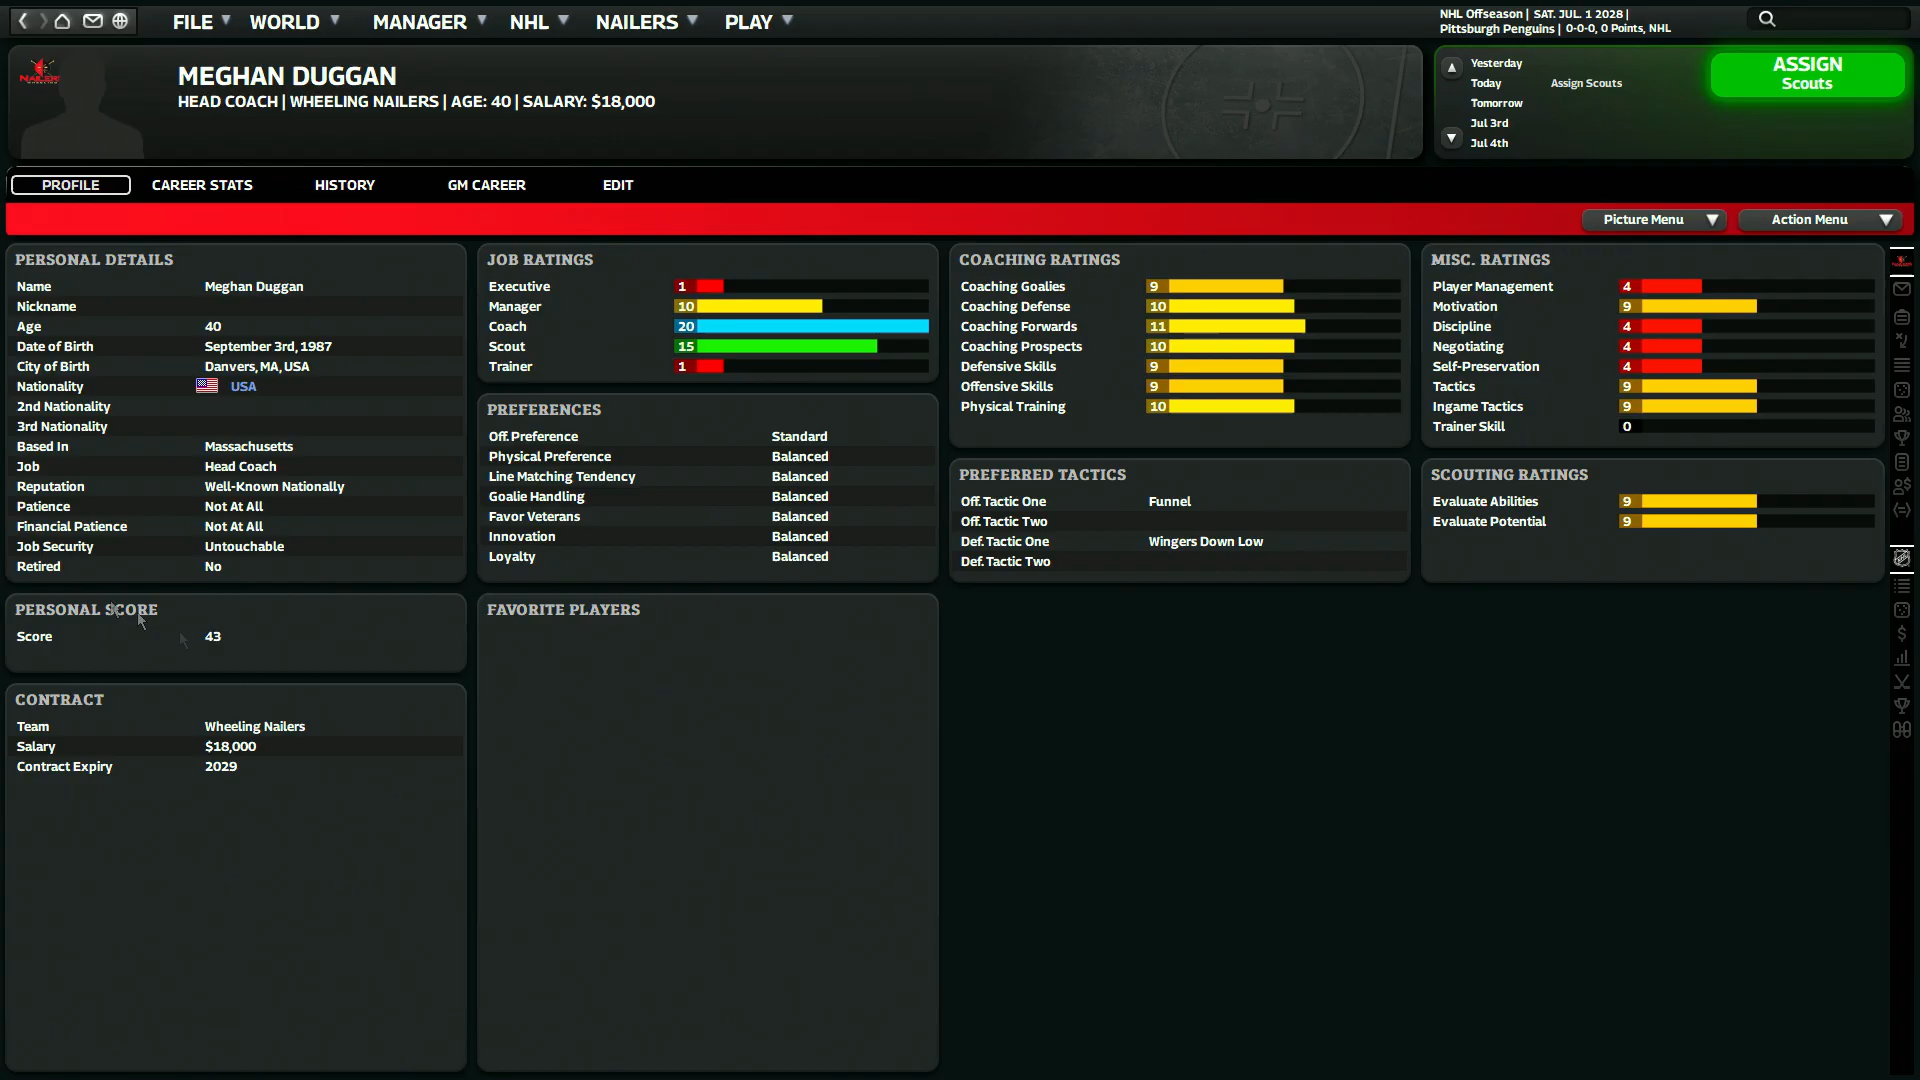 FILE WORLD MANAGER NHL NAILERS PLAY
NHL Offseason | SAT. JUL. 1 2028 |
Pittsburgh Penguins | 0-0-0, 0 Points, NHL
NAILERS
MEGHAN DUGGAN
HEAD COACH | WHEELING NAILERS | AGE: 40 | SALARY: $18,000
Yesterday
Today Assign Scouts
Tomorrow
Jul 3rd
Jul 4th
ASSIGN
Scouts
PROFILE CAREER STATS HISTORY GM CAREER EDIT
Picture Menu Action Menu
PERSONAL DETAILS
Name Meghan Duggan
Nickname
Age 40
Date of Birth September 3rd, 1987
City of Birth Danvers, MA, USA
Nationality USA
2nd Nationality
3rd Nationality
Based In Massachusetts
Job Head Coach
Reputation Well-Known Nationally
Patience Not At All
Financial Patience Not At All
Job Security Untouchable
Retired No
PERSONAL SCORE
Score 43
CONTRACT
Team Wheeling Nailers
Salary $18,000
Contract Expiry 2029
JOB RATINGS
Executive 1
Manager 10
Coach 20
Scout 15
Trainer 1
PREFERENCES
Off. Preference Standard
Physical Preference Balanced
Line Matching Tendency Balanced
Goalie Handling Balanced
Favor Veterans Balanced
Innovation Balanced
Loyalty Balanced
FAVORITE PLAYERS
COACHING RATINGS
Coaching Goalies 9
Coaching Defense 10
Coaching Forwards 11
Coaching Prospects 10
Defensive Skills 9
Offensive Skills 9
Physical Training 10
PREFERRED TACTICS
Off. Tactic One Funnel
Off. Tactic Two
Def. Tactic One Wingers Down Low
Def. Tactic Two
MISC. RATINGS
Player Management 4
Motivation 9
Discipline 4
Negotiating 4
Self-Preservation 4
Tactics 9
Ingame Tactics 9
Trainer Skill 0
SCOUTING RATINGS
Evaluate Abilities 9
Evaluate Potential 9